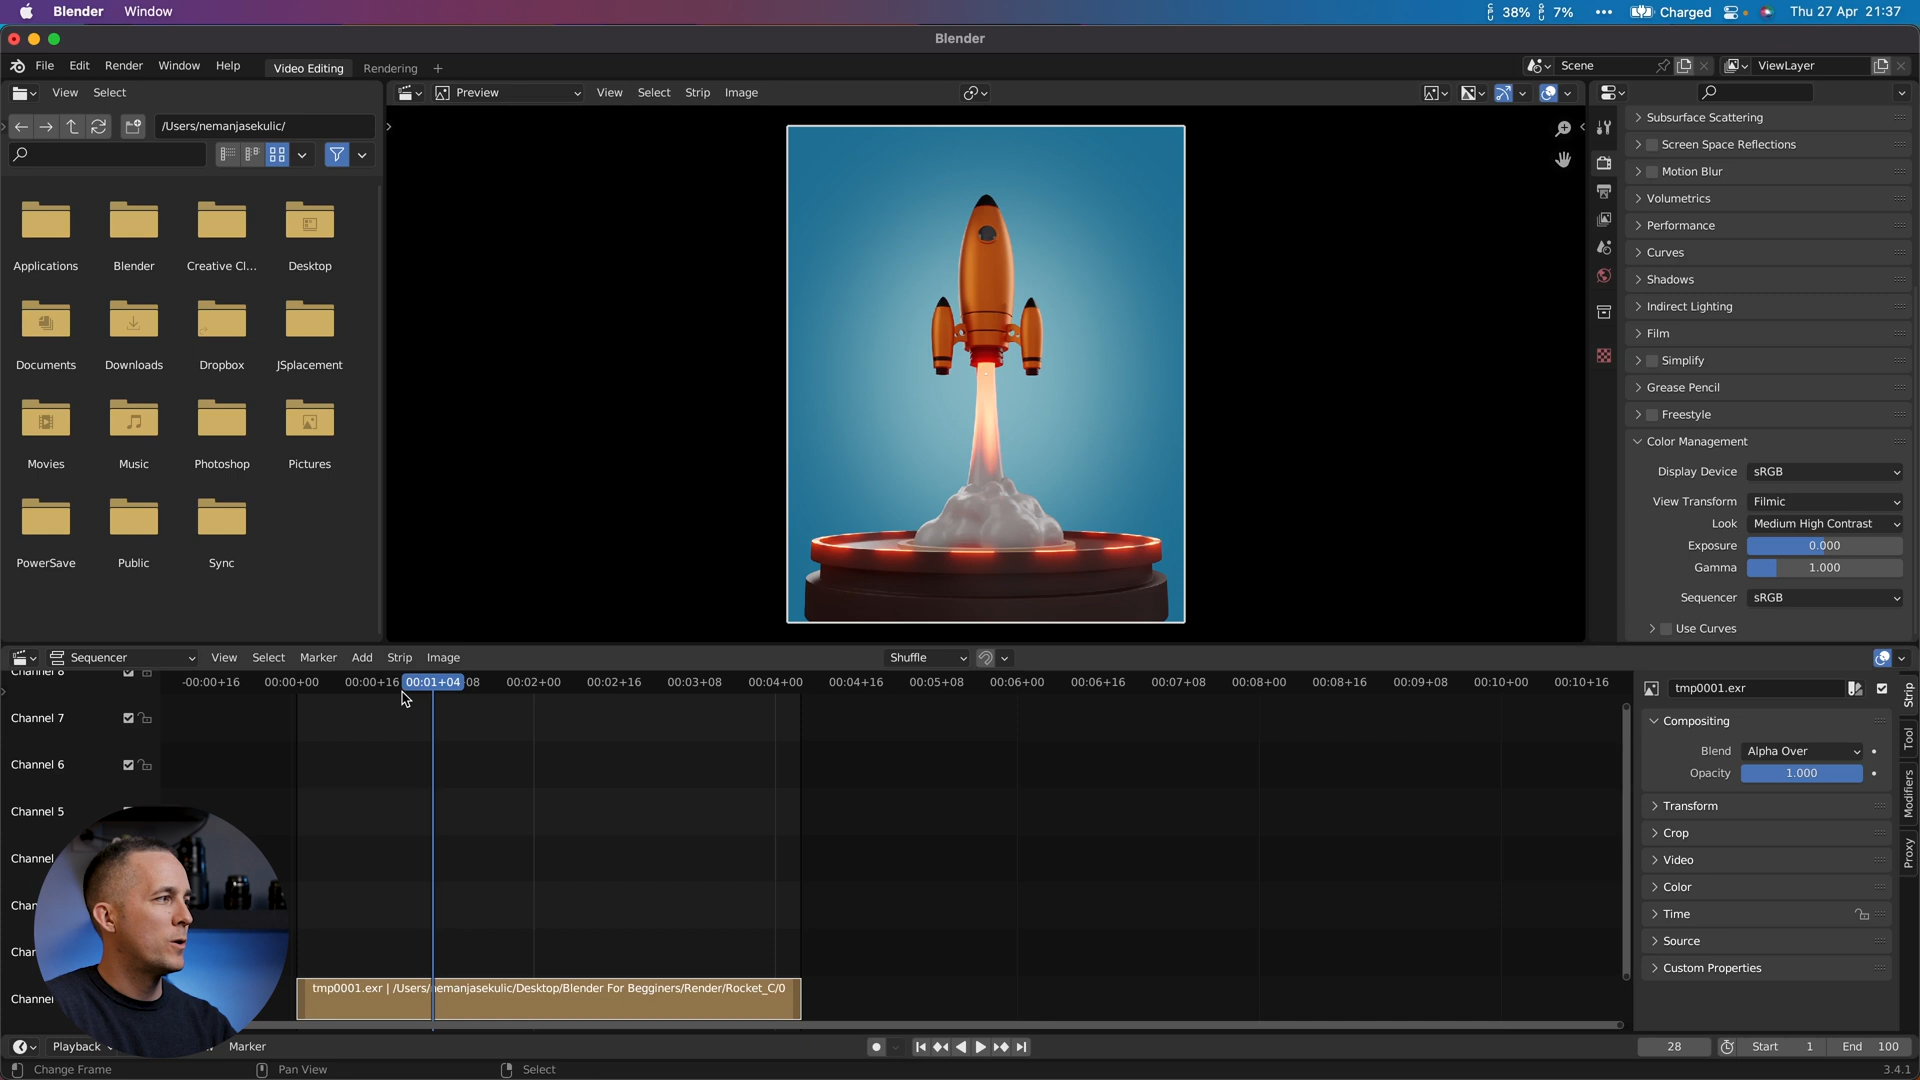 Blender Window 38% 7% ••• Charged Thu 27 Apr 21:37
Blender
File Edit Render Window Help Video Editing Rendering + Scene ViewLayer
View Select Preview View Select Strip Image
/Users/nemanjasekulic/
Applications Blender Creative Cl... Desktop
Documents Downloads Dropbox JSplacement
Movies Music Photoshop Pictures
PowerSave Public Sync
Subsurface Scattering
Screen Space Reflections
Motion Blur
Volumetrics
Performance
Curves
Shadows
Indirect Lighting
Film
Simplify
Grease Pencil
Freestyle
Color Management
Display Device sRGB
View Transform Filmic
Look Medium High Contrast
Exposure 0.000
Gamma 1.000
Sequencer sRGB
Use Curves
Sequencer View Select Marker Add Strip Image Shuffle
-00:00+16 00:00+00 00:00+16 00:01+04 08 00:02+00 00:02+16 00:03+08 00:04+00 00:04+16 00:05+08 00:06+00 00:06+16 00:07+08 00:08+00 00:08+16 00:09+08 00:10+00 00:10+16
Channel 8
Channel 7
Channel 6
Channel 5
Channel
Chan
Chan
Channe
tmp0001.exr | /Users/nemanjasekulic/Desktop/Blender For Begginers/Render/Rocket_C/0
tmp0001.exr
Compositing
Blend Alpha Over
Opacity 1.000
Transform
Crop
Video
Color
Time
Source
Custom Properties
Strip
Tool
Modifiers
Proxy
Playback Marker 28 Start 1 End 100
Change Frame Pan View Select 3.4.1